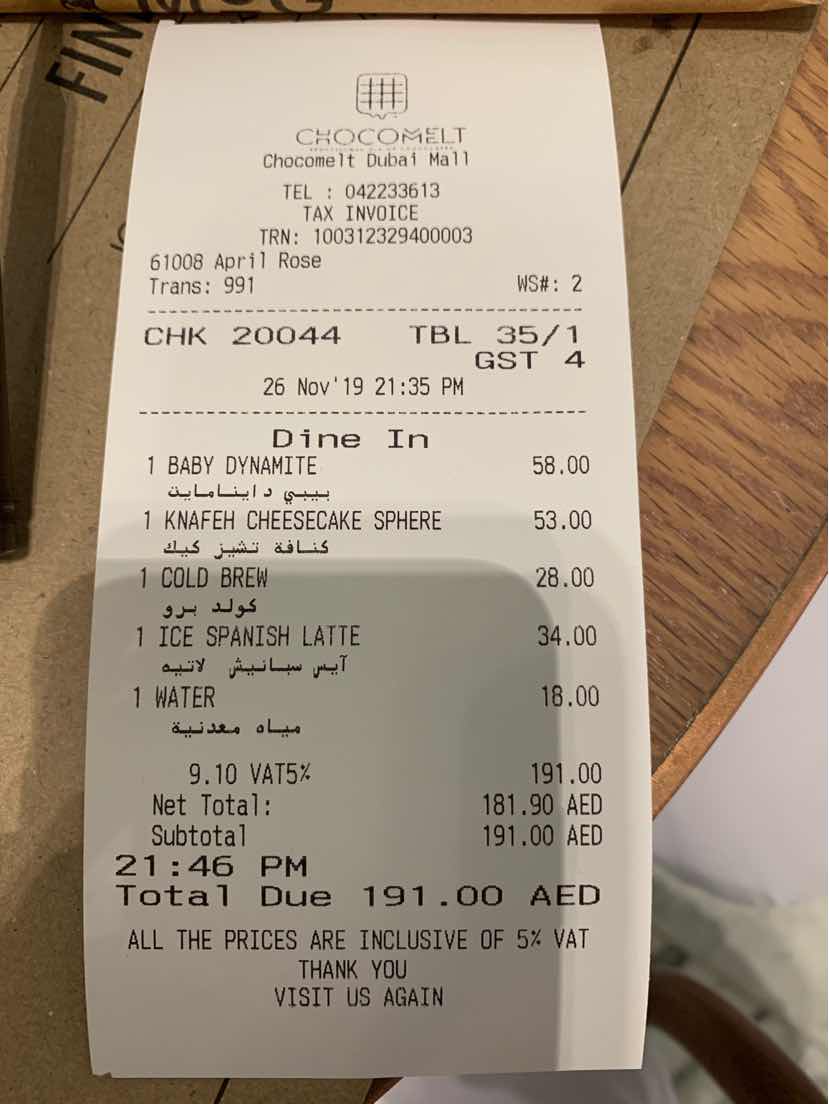 FIN
CHOCOMELT
Chocomelt Dubai Mall
TEL : 042233613
TAX INVOICE
TRN: 100312329400003
61008 April Rose
Trans: 991 WS#: 2
CHK 20044 TBL 35/1
GST 4
26 Nov'19 21:35 PM
Dine In
1 BABY DYNAMITE 58.00
بيبي داينامايت
1 KNAFEH CHEESECAKE SPHERE 53.00
كنافة تشيز كيك
1 COLD BREW 28.00
كولد برو
1 ICE SPANISH LATTE 34.00
آيس سبانيش لاتيه
1 WATER 18.00
مياه معدنية
9.10 VAT5% 191.00
Net Total: 181.90 AED
Subtotal 191.00 AED
21:46 PM
Total Due 191.00 AED
ALL THE PRICES ARE INCLUSIVE OF 5% VAT
THANK YOU
VISIT US AGAIN